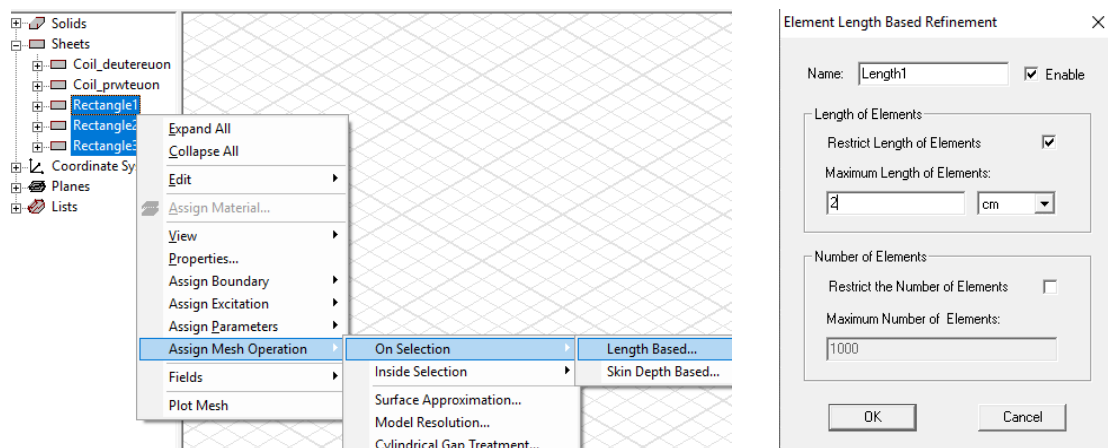 Solids
Sheets
Coil_deutereuon
Coil_prwteuon
Rectangle1
Rectangle2
Rectangle3
Coordinate Sy
Planes
Lists
Expand All
Collapse All
Edit
Assign Material...
View
Properties...
Assign Boundary
Assign Excitation
Assign Parameters
Assign Mesh Operation
Fields
Plot Mesh
On Selection
Inside Selection
Surface Approximation...
Model Resolution...
Cylindrical Gap Treatment...
Length Based...
Skin Depth Based...
Element Length Based Refinement
Name: Length1 Enable
Length of Elements
Restrict Length of Elements
Maximum Length of Elements:
2 cm
Number of Elements
Restrict the Number of Elements
Maximum Number of Elements:
1000
OK Cancel